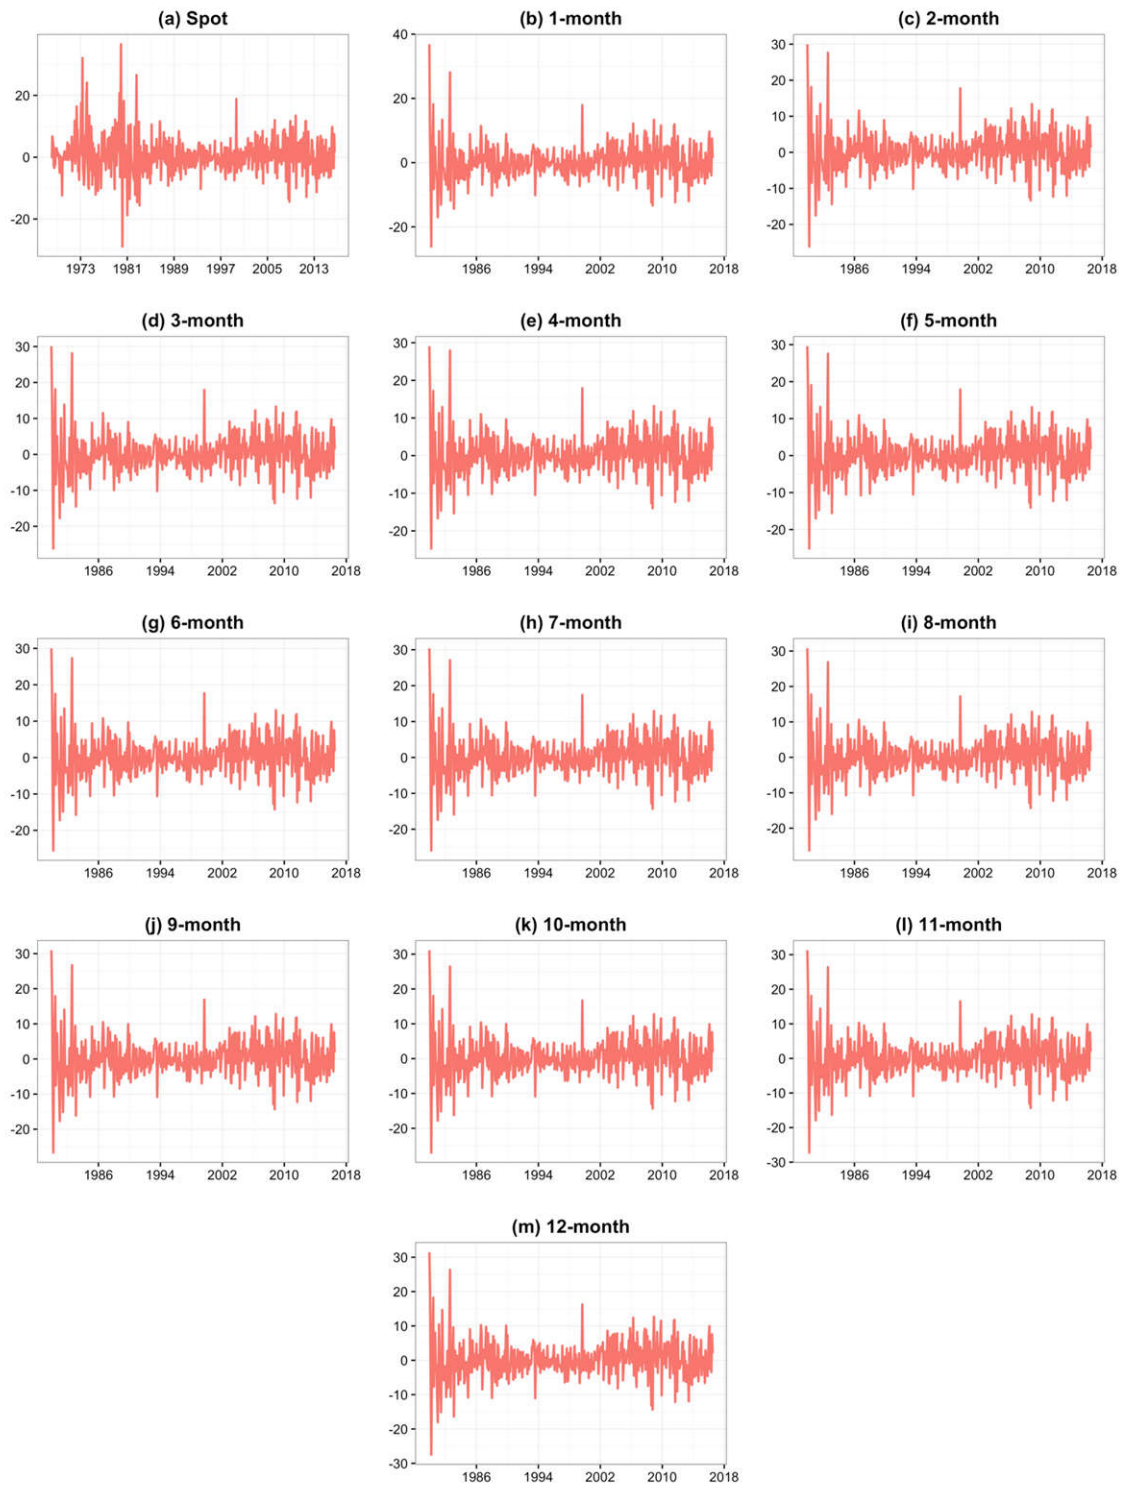 (a) Spot
(b) 1-month
(c) 2-month
20
0
-20
1973 1981 1989 1997 2005 2013
40
20
0
-20
1986 1994 2002 2010 2018
30
20
10
0
-10
-20
1986 1994 2002 2010 2018
(d) 3-month
(e) 4-month
(f) 5-month
30
20
10
0
-10
-20
1986 1994 2002 2010 2018
30
20
10
0
-10
-20
1986 1994 2002 2010 2018
30
20
10
0
-10
-20
1986 1994 2002 2010 2018
(g) 6-month
(h) 7-month
(i) 8-month
30
20
10
0
-10
-20
1986 1994 2002 2010 2018
30
20
10
0
-10
-20
1986 1994 2002 2010 2018
30
20
10
0
-10
-20
1986 1994 2002 2010 2018
(j) 9-month
(k) 10-month
(l) 11-month
30
20
10
0
-10
-20
1986 1994 2002 2010 2018
30
20
10
0
-10
-20
1986 1994 2002 2010 2018
30
20
10
0
-10
-20
-30
1986 1994 2002 2010 2018
(m) 12-month
30
20
10
0
-10
-20
-30
1986 1994 2002 2010 2018